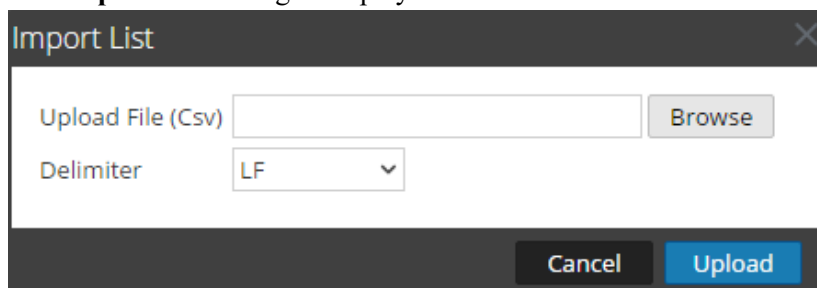 Import List
Upload File (Csv) Browse
Delimiter LF
Cancel Upload